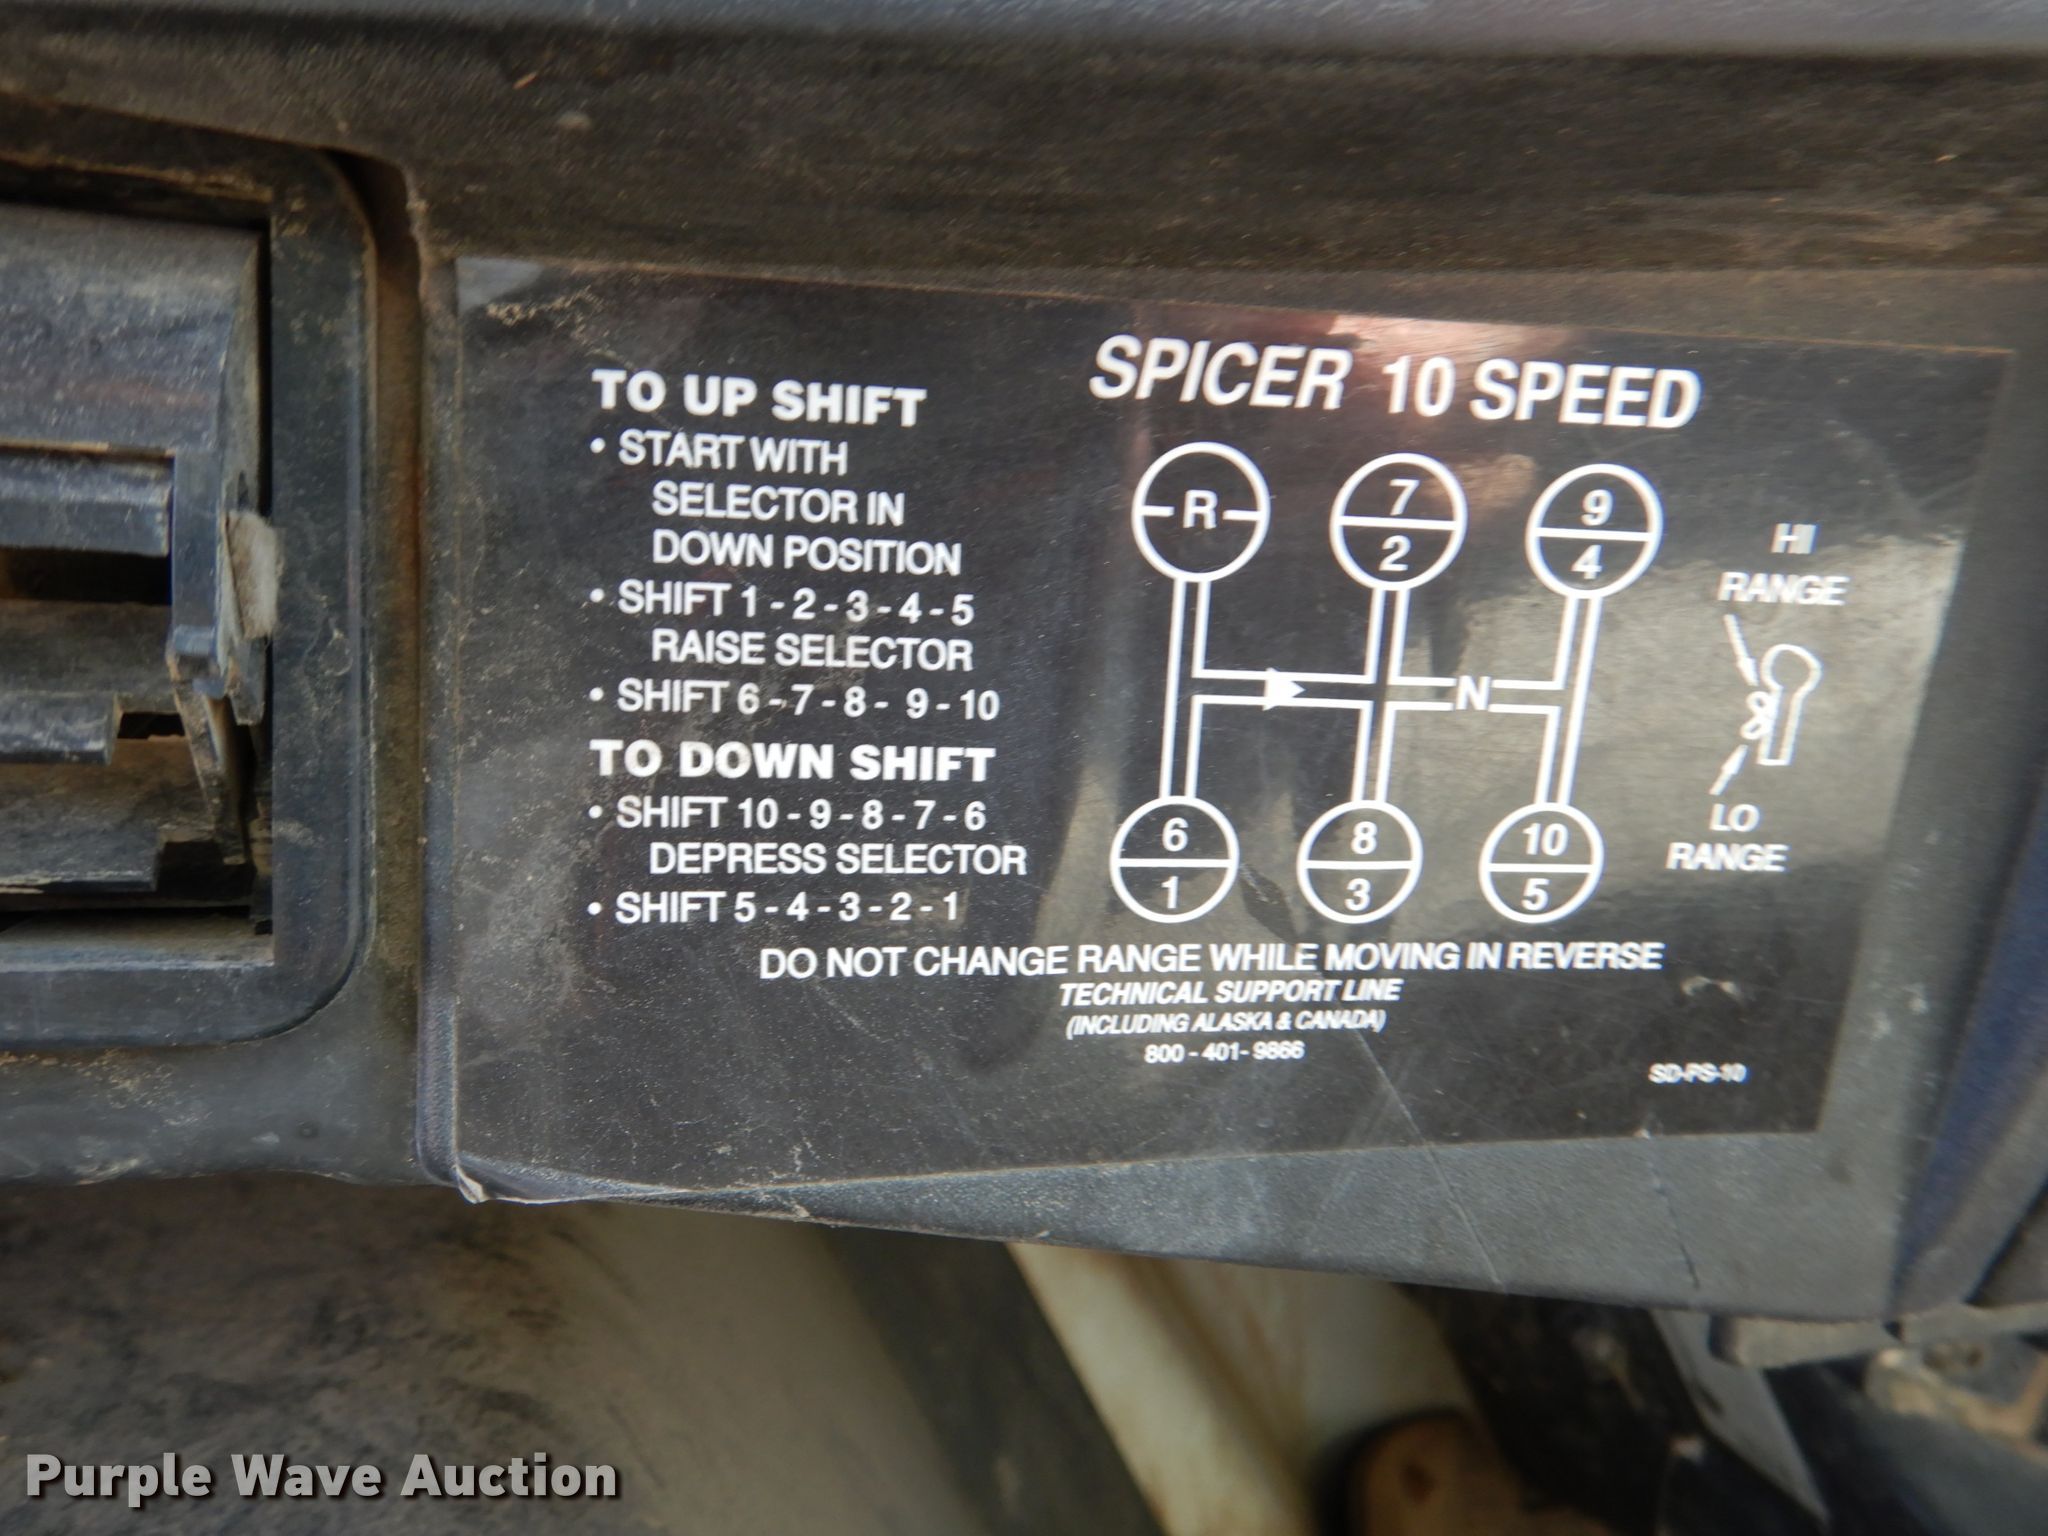 TO UP SHIFT
• START WITH
SELECTOR IN
DOWN POSITION
• SHIFT 1 - 2 - 3 - 4 - 5
RAISE SELECTOR
• SHIFT 6 - 7 - 8 - 9 - 10
TO DOWN SHIFT
• SHIFT 10 - 9 - 8 - 7 - 6
DEPRESS SELECTOR
• SHIFT 5 - 4 - 3 - 2 - 1
SPICER 10 SPEED
R
7
2
9
4
N
6
1
8
3
10
5
HI
RANGE
LO
RANGE
DO NOT CHANGE RANGE WHILE MOVING IN REVERSE
TECHNICAL SUPPORT LINE
(INCLUDING ALASKA & CANADA)
800 - 401 - 9866
SD-PS-10
Purple Wave Auction